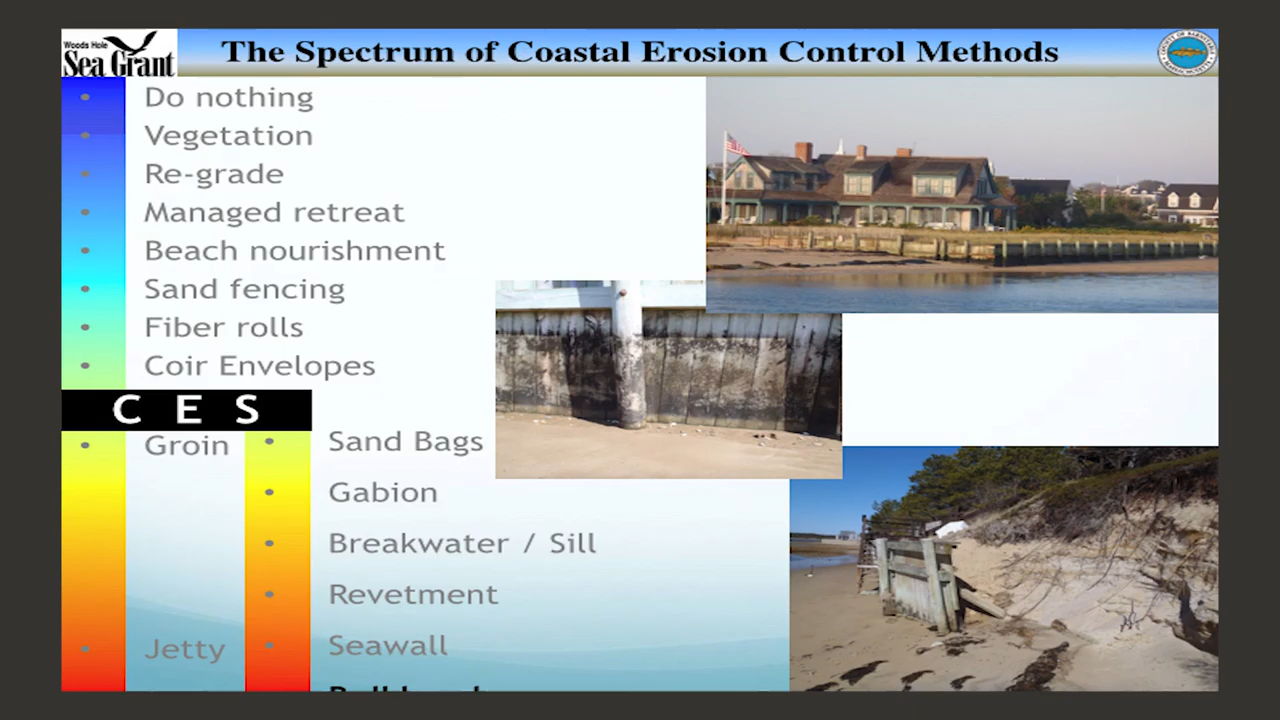 Woods Hole
Sea Grant
The Spectrum of Coastal Erosion Control Methods
• Do nothing
• Vegetation
• Re-grade
• Managed retreat
• Beach nourishment
• Sand fencing
• Fiber rolls
• Coir Envelopes
C E S
• Groin
• Sand Bags
• Gabion
• Breakwater / Sill
• Revetment
• Jetty
• Seawall